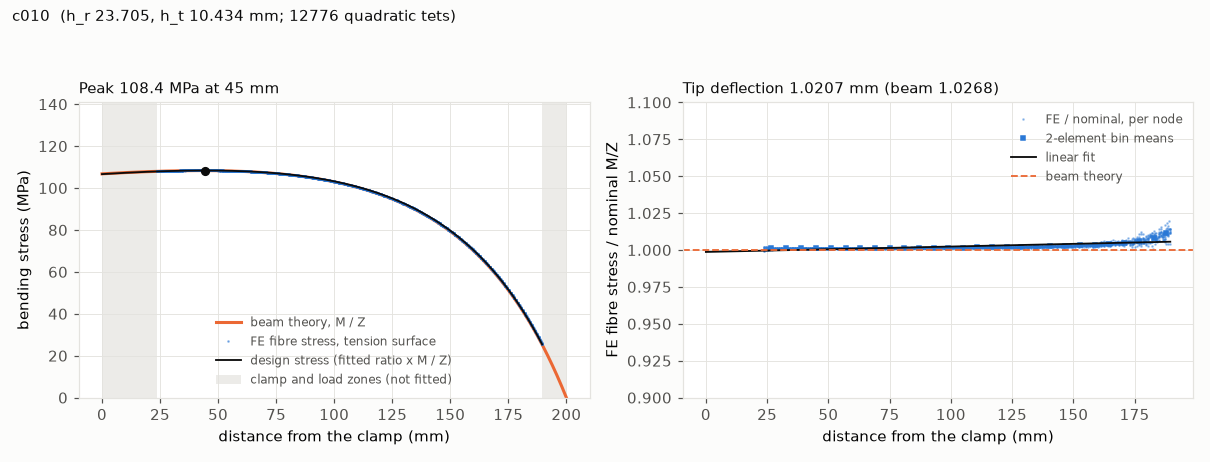 c010  (h_r 23.705, h_t 10.434 mm; 12776 quadratic tets)
Peak 108.4 MPa at 45 mm
140
120
100
80
60
40
20
0
bending stress (MPa)
beam theory, M / Z
FE fibre stress, tension surface
design stress (fitted ratio x M / Z)
clamp and load zones (not fitted)
0 25 50 75 100 125 150 175 200
distance from the clamp (mm)
Tip deflection 1.0207 mm (beam 1.0268)
1.100
1.075
1.050
1.025
1.000
0.975
0.950
0.925
0.900
FE fibre stress / nominal M/Z
FE / nominal, per node
2-element bin means
linear fit
beam theory
0 25 50 75 100 125 150 175
distance from the clamp (mm)